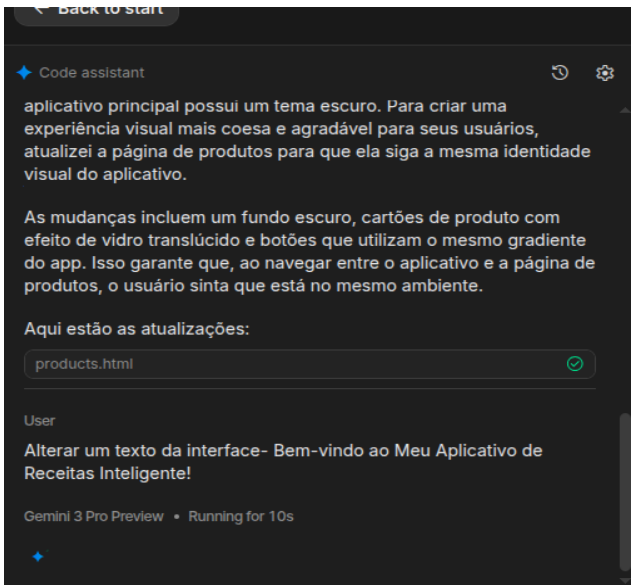 ← Back to start
Code assistant
aplicativo principal possui um tema escuro. Para criar uma
experiência visual mais coesa e agradável para seus usuários,
atualizei a página de produtos para que ela siga a mesma identidade
visual do aplicativo.
As mudanças incluem um fundo escuro, cartões de produto com
efeito de vidro translúcido e botões que utilizam o mesmo gradiente
do app. Isso garante que, ao navegar entre o aplicativo e a página de
produtos, o usuário sinta que está no mesmo ambiente.
Aqui estão as atualizações:
products.html
User
Alterar um texto da interface- Bem-vindo ao Meu Aplicativo de
Receitas Inteligente!
Gemini 3 Pro Preview • Running for 10s